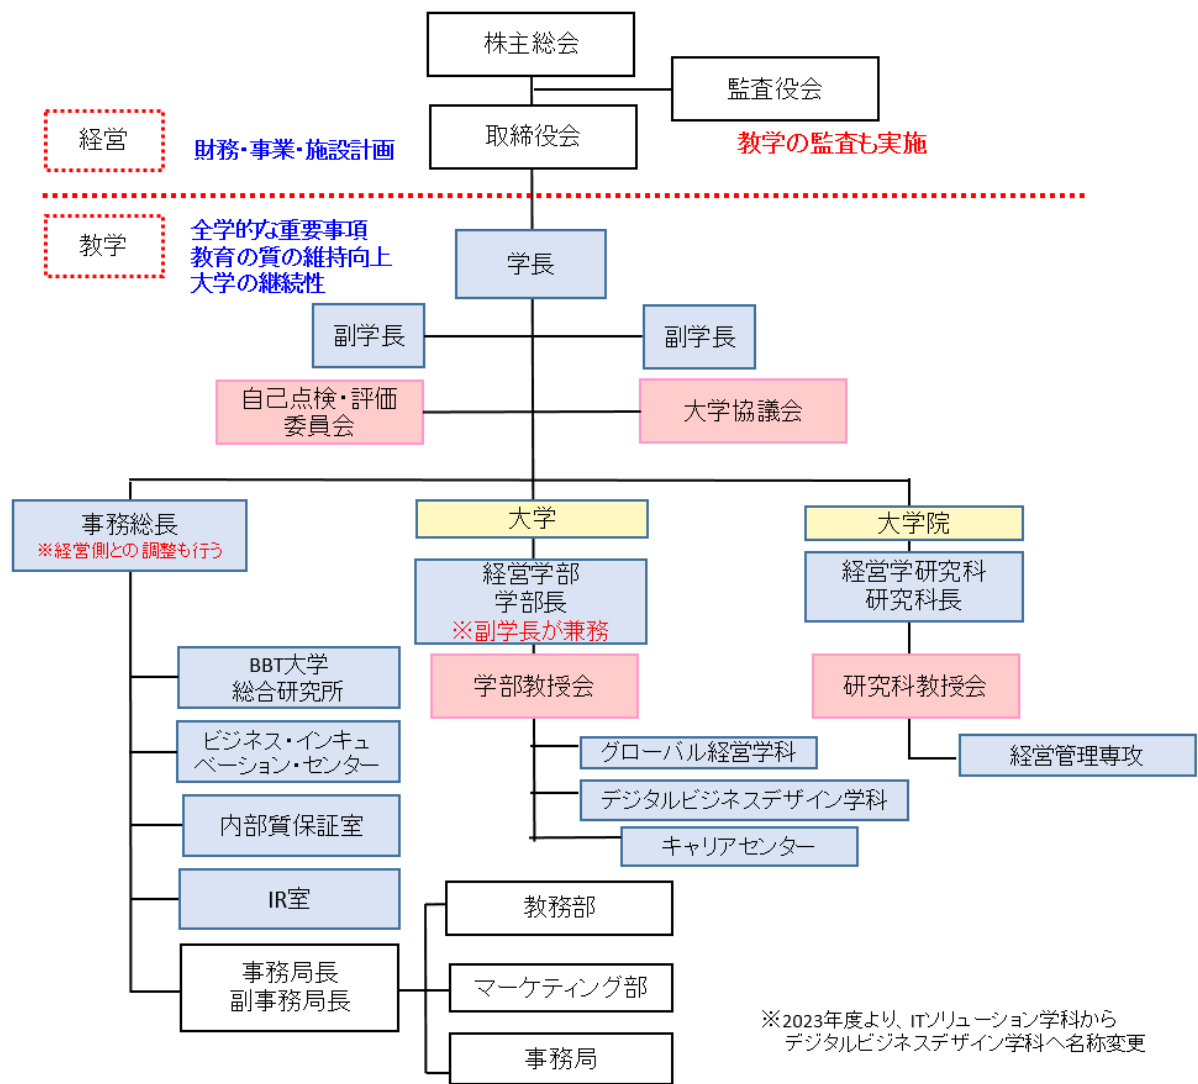 株主総会
監査役会
取締役会
経営
財務・事業・施設計画
教学の監査も実施
教学
全学的な重要事項
教育の質の維持向上
大学の継続性
学長
副学長
副学長
自己点検・評価
委員会
大学協議会
事務総長
※経営側との調整も行う
大学
大学院
経営学部
学部長
※副学長が兼務
経営学研究科
研究科長
BBT大学
総合研究所
学部教授会
研究科教授会
ビジネス・インキュ
ベーション・センター
グローバル経営学科
経営管理専攻
デジタルビジネスデザイン学科
内部質保証室
キャリアセンター
IR室
教務部
事務局長
副事務局長
マーケティング部
事務局
※2023年度より、ITソリューション学科から
デジタルビジネスデザイン学科へ名称変更